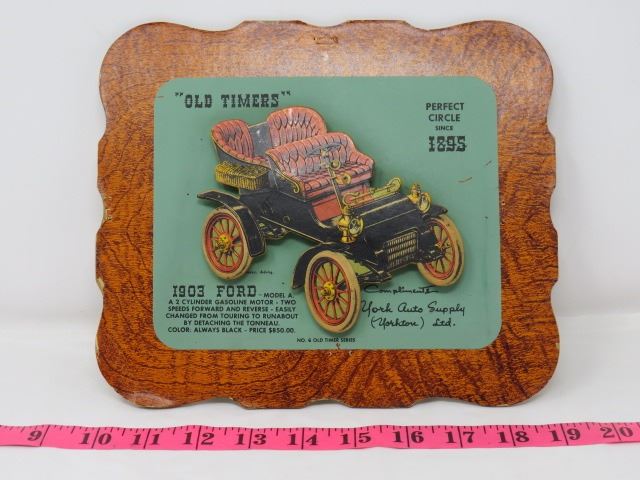 "OLD TIMERS"
PERFECT
CIRCLE
SINCE
1895
1903 FORD - MODEL A
A 2 CYLINDER GASOLINE MOTOR - TWO
SPEEDS FORWARD AND REVERSE - EASILY
CHANGED FROM TOURING TO RUNABOUT
BY DETACHING THE TONNEAU.
COLOR: ALWAYS BLACK - PRICE $850.00.
Compliments
York Auto Supply
(Yorkton) Ltd.
NO. 6 OLD TIMER SERIES
9 10 11 12 13 14 15 16 17 18 19 20